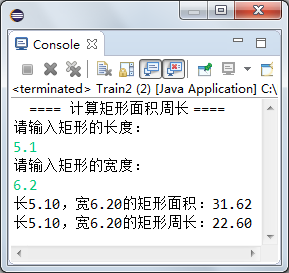 Console
<terminated> Train2 (2) [Java Application] C:\
==== 计算矩形面积周长 ====
请输入矩形的长度：
5.1
请输入矩形的宽度：
6.2
长5.10，宽6.20的矩形面积：31.62
长5.10，宽6.20的矩形周长：22.60